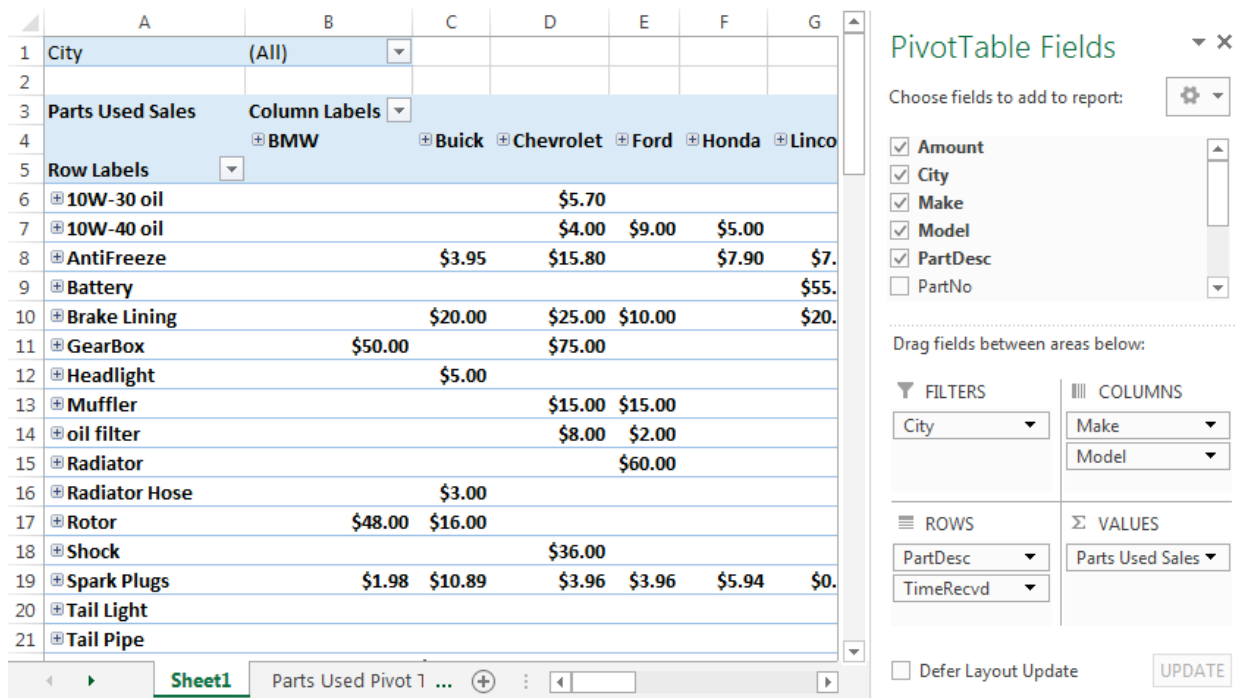 A B C D E F G
1 City (All)
2
3 Parts Used Sales Column Labels
4 BMW Buick Chevrolet Ford Honda Linco
5 Row Labels
6 10W-30 oil $5.70
7 10W-40 oil $4.00 $9.00 $5.00
8 AntiFreeze $3.95 $15.80 $7.90 $7.
9 Battery $55.
10 Brake Lining $20.00 $25.00 $10.00 $20.
11 GearBox $50.00 $75.00
12 Headlight $5.00
13 Muffler $15.00 $15.00
14 oil filter $8.00 $2.00
15 Radiator $60.00
16 Radiator Hose $3.00
17 Rotor $48.00 $16.00
18 Shock $36.00
19 Spark Plugs $1.98 $10.89 $3.96 $3.96 $5.94 $0.
20 Tail Light
21 Tail Pipe
Sheet1 Parts Used Pivot T ...
PivotTable Fields
Choose fields to add to report:
Amount
City
Make
Model
PartDesc
PartNo
Drag fields between areas below:
FILTERS
City
COLUMNS
Make
Model
ROWS
PartDesc
TimeRecvd
Σ VALUES
Parts Used Sales
Defer Layout Update UPDATE